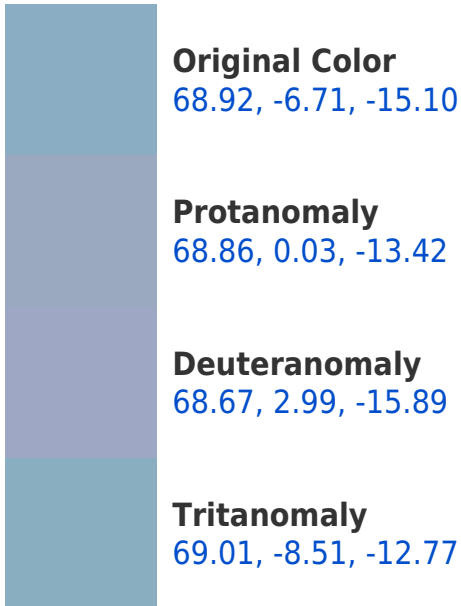 Original Color
68.92, -6.71, -15.10
Protanomaly
68.86, 0.03, -13.42
Deuteranomaly
68.67, 2.99, -15.89
Tritanomaly
69.01, -8.51, -12.77